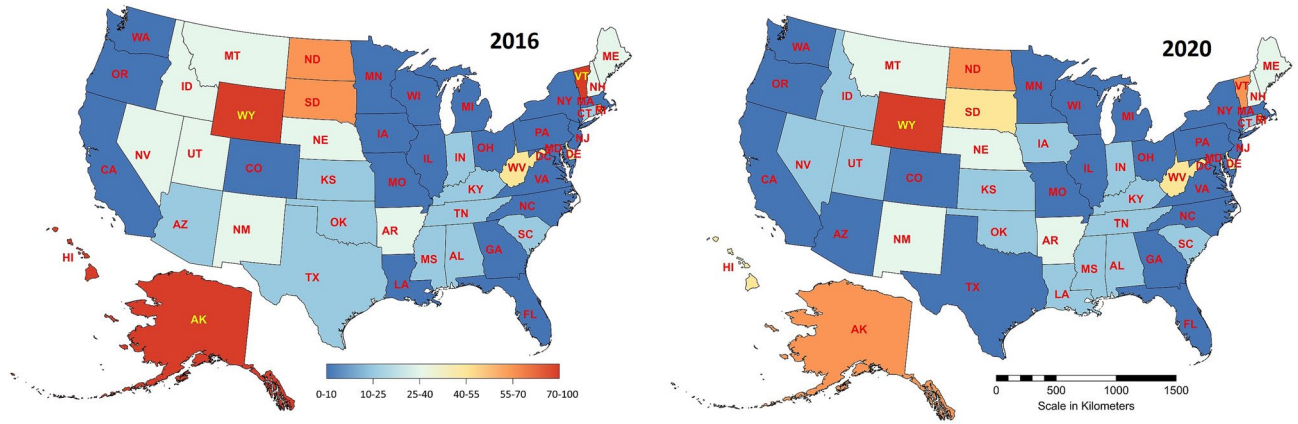 2016
WA
MT
ND
ME
OR
MN
VT
NH
ID
WY
SD
WI
MI
NY
MA
CT
RI
NV
UT
NE
IA
PA
NJ
CA
CO
IL
IN
OH
MD
DE
DC
WV
VA
KS
MO
KY
NC
AZ
NM
OK
AR
TN
SC
TX
LA
MS
AL
GA
HI
FL
AK
0-10 10-25 25-40 40-55 55-70 70-100
2020
WA
MT
ND
ME
OR
MN
VT
NH
ID
WY
SD
WI
MI
NY
MA
CT
RI
NV
UT
NE
IA
PA
NJ
CA
CO
IL
IN
OH
MD
DE
DC
WV
VA
KS
MO
KY
NC
AZ
NM
OK
AR
TN
SC
TX
LA
MS
AL
GA
HI
FL
AK
0 100 200 300 400 500 1000 1500
Scale in Kilometers